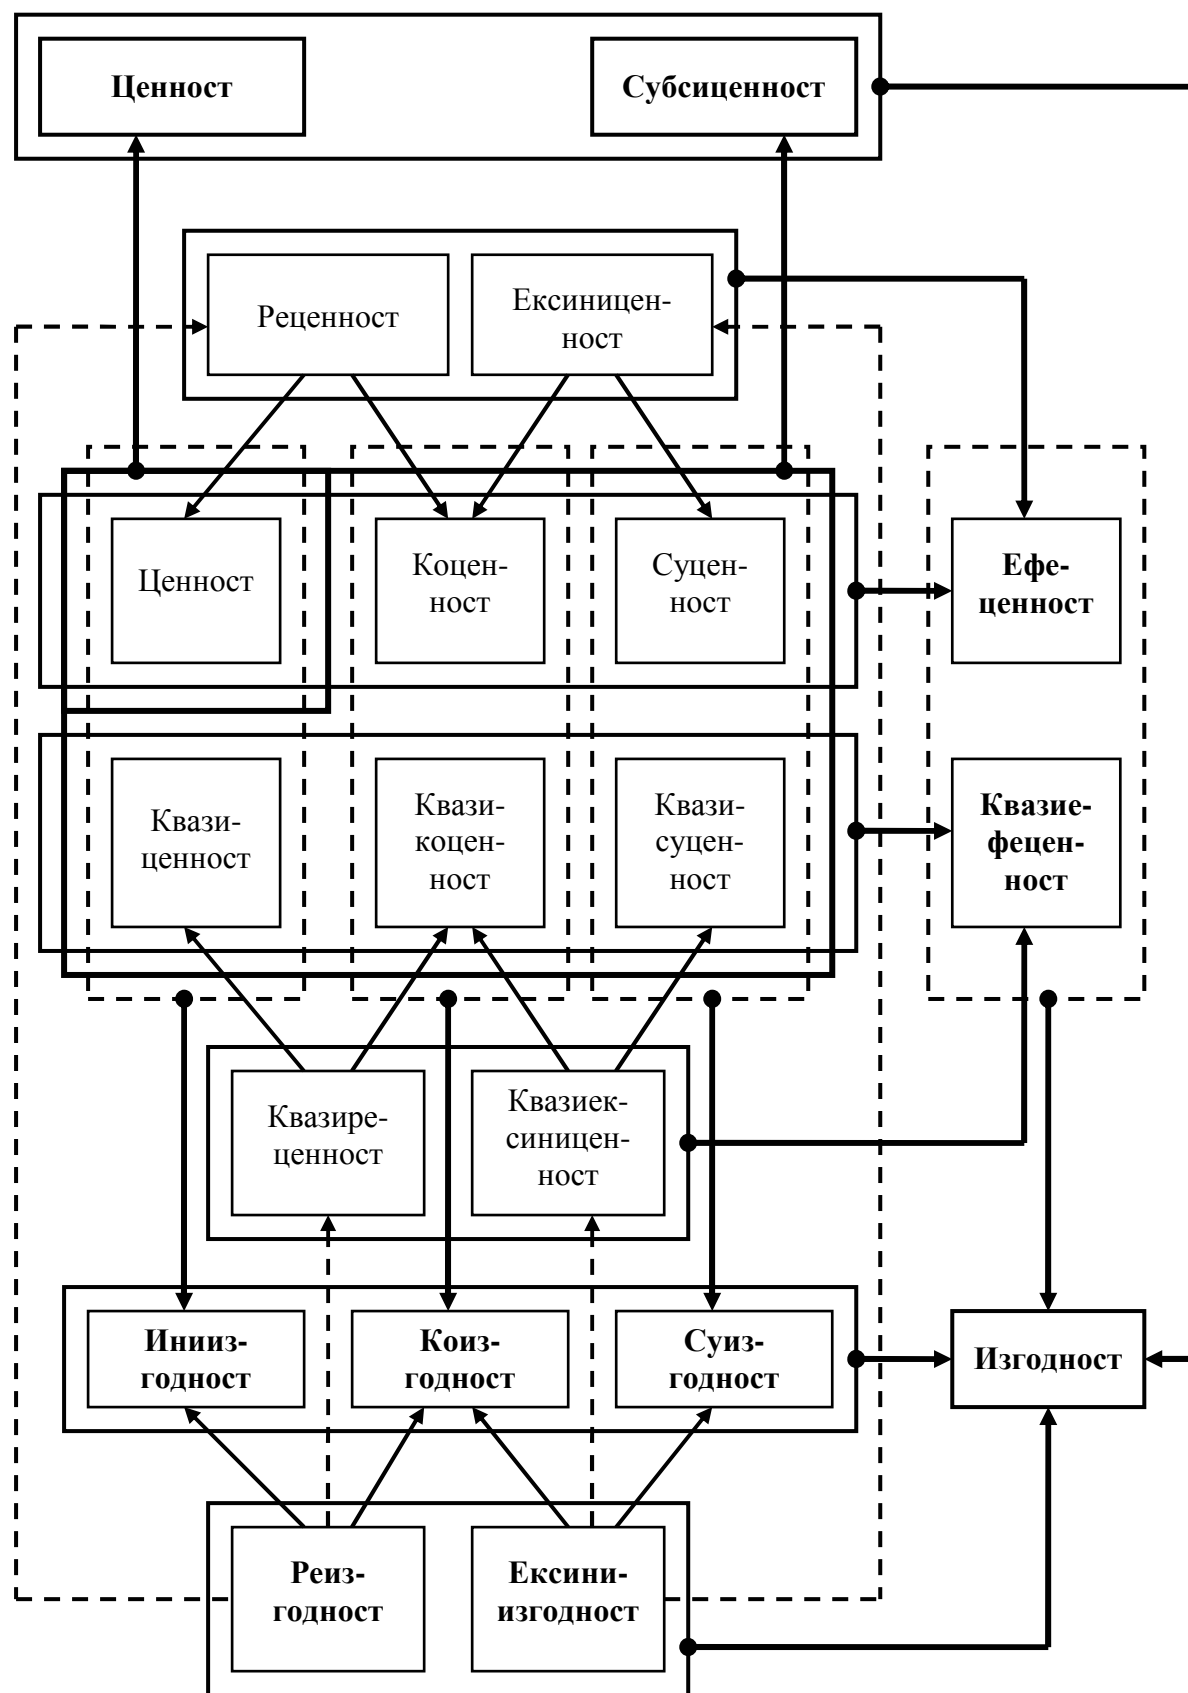 Ценност
Субсиценност
Реценност
Ексиницен-
ност
Ценност
Коцен-
ност
Суцен-
ност
Ефе-
ценност
Квази-
ценност
Квази-
коцен-
ност
Квази-
суцен-
ност
Квазие-
фецен-
ност
Квазире-
ценност
Квазиек-
синицен-
ност
Инииз-
годност
Коиз-
годност
Суиз-
годност
Изгодност
Реиз-
годност
Ексини-
изгодност